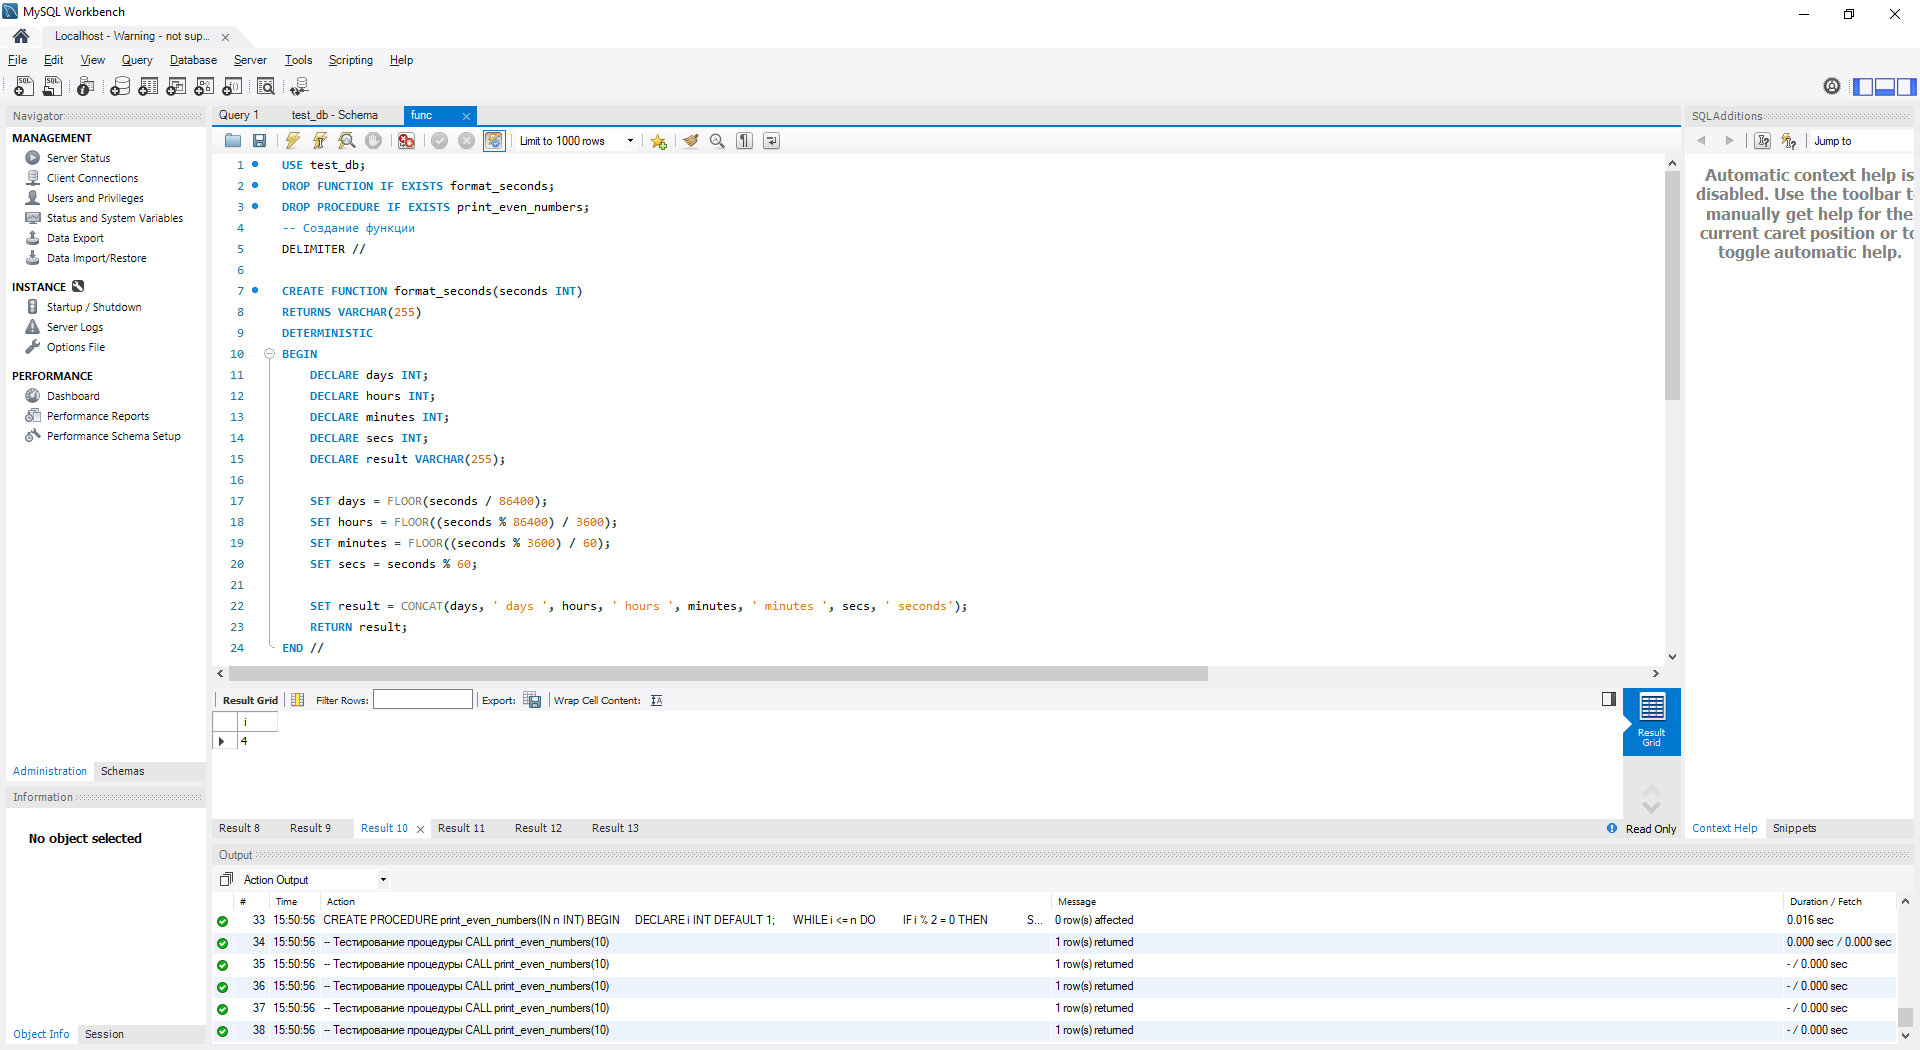 MySQL Workbench
Localhost - Warning - not sup...
File Edit View Query Database Server Tools Scripting Help
Navigator
MANAGEMENT
Server Status
Client Connections
Users and Privileges
Status and System Variables
Data Export
Data Import/Restore
INSTANCE
Startup / Shutdown
Server Logs
Options File
PERFORMANCE
Dashboard
Performance Reports
Performance Schema Setup
Administration Schemas
Information
No object selected
Object Info Session
Query 1 test_db - Schema func
Limit to 1000 rows
1 USE test_db;
2 DROP FUNCTION IF EXISTS format_seconds;
3 DROP PROCEDURE IF EXISTS print_even_numbers;
4 -- Создание функции
5 DELIMITER //
6
7 CREATE FUNCTION format_seconds(seconds INT)
8 RETURNS VARCHAR(255)
9 DETERMINISTIC
10 BEGIN
11 DECLARE days INT;
12 DECLARE hours INT;
13 DECLARE minutes INT;
14 DECLARE secs INT;
15 DECLARE result VARCHAR(255);
16
17 SET days = FLOOR(seconds / 86400);
18 SET hours = FLOOR((seconds % 86400) / 3600);
19 SET minutes = FLOOR((seconds % 3600) / 60);
20 SET secs = seconds % 60;
21
22 SET result = CONCAT(days, ' days ', hours, ' hours ', minutes, ' minutes ', secs, ' seconds');
23 RETURN result;
24 END //
Result Grid Filter Rows: Export: Wrap Cell Content:
i
4
Result Grid
Result 8 Result 9 Result 10 Result 11 Result 12 Result 13 Read Only
SQLAdditions
Jump to
Automatic context help is
disabled. Use the toolbar t
manually get help for the
current caret position or to
toggle automatic help.
Context Help Snippets
Output
Action Output
# Time Action Message Duration / Fetch
33 15:50:56 CREATE PROCEDURE print_even_numbers(IN n INT) BEGIN DECLARE i INT DEFAULT 1; WHILE i <= n DO IF i % 2 = 0 THEN S... 0 row(s) affected 0.016 sec
34 15:50:56 -- Тестирование процедуры CALL print_even_numbers(10) 1 row(s) returned 0.000 sec / 0.000 sec
35 15:50:56 -- Тестирование процедуры CALL print_even_numbers(10) 1 row(s) returned - / 0.000 sec
36 15:50:56 -- Тестирование процедуры CALL print_even_numbers(10) 1 row(s) returned - / 0.000 sec
37 15:50:56 -- Тестирование процедуры CALL print_even_numbers(10) 1 row(s) returned - / 0.000 sec
38 15:50:56 -- Тестирование процедуры CALL print_even_numbers(10) 1 row(s) returned - / 0.000 sec